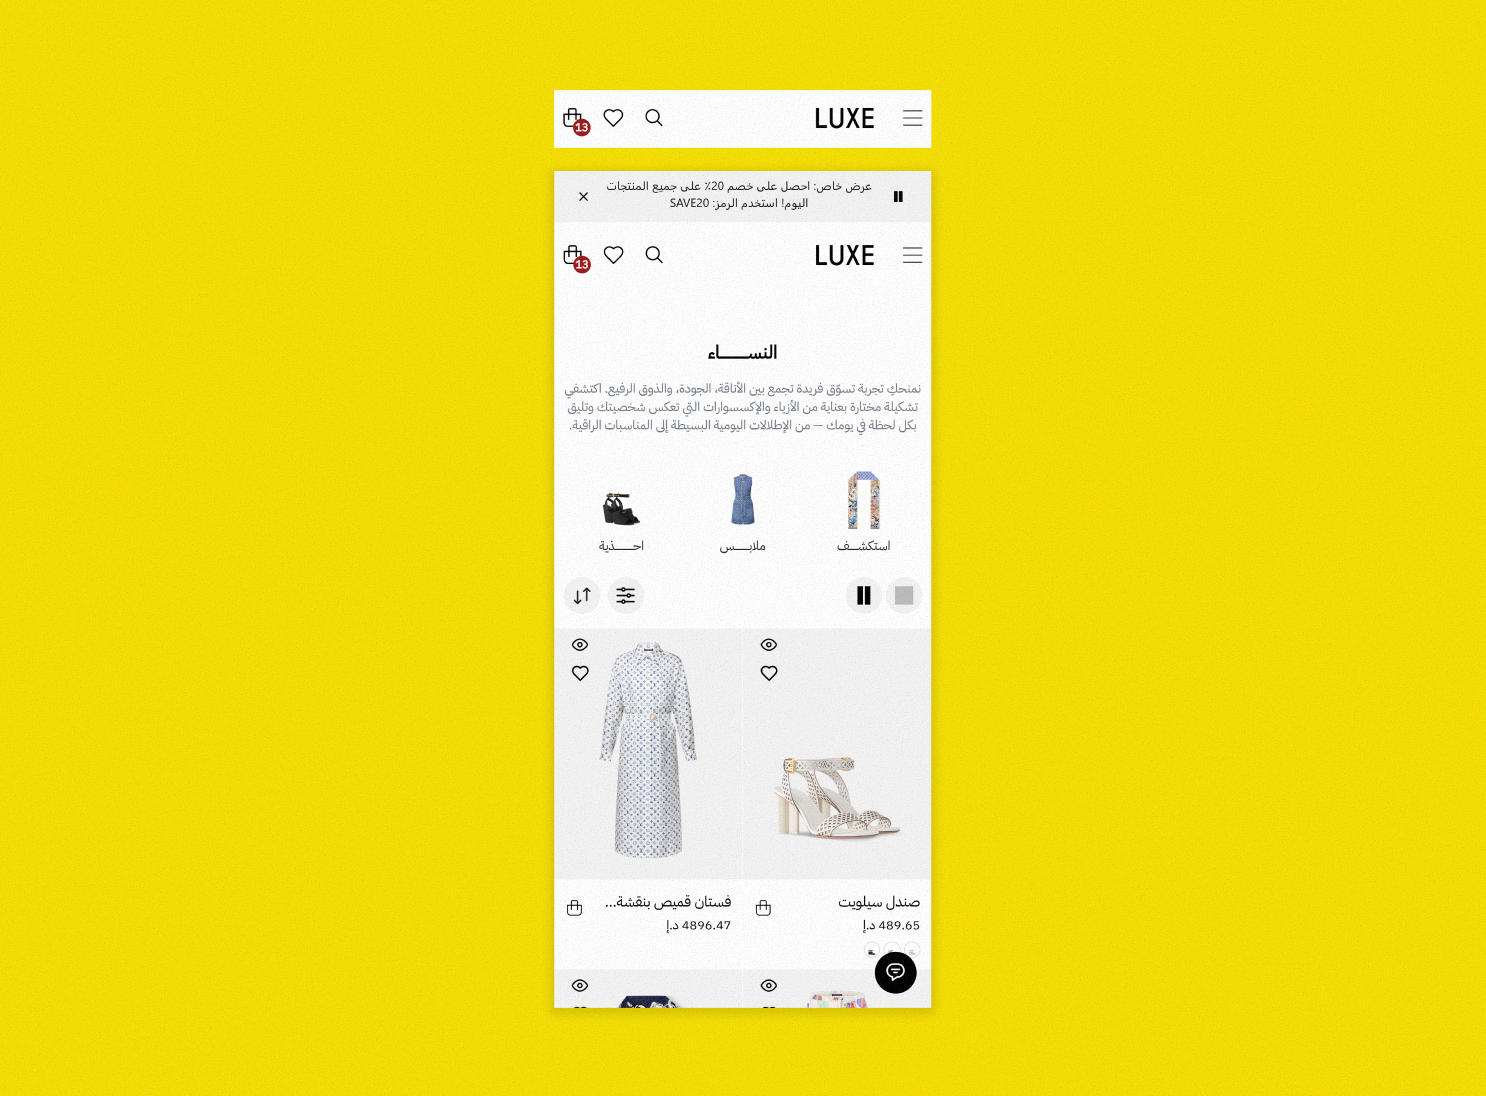 LUXE
13
عرض خاص: احصل على خصم 20٪ على جميع المنتجات
اليوم! استخدم الرمز: SAVE20
LUXE
13
النســـــاء
نمنحكِ تجربة تسوّق فريدة تجمع بين الأناقة، الجودة، والذوق الرفيع. اكتشفي
تشكيلة مختارة بعناية من الأزياء والإكسسوارات التي تعكس شخصيتك وتليق
بكل لحظة في يومك — من الإطلالات اليومية البسيطة إلى المناسبات الراقية.
استكشـــف
ملابـــــس
احـــــــذية
صندل سيلويت
489.65 د.إ
فستان قميص بنقشة...
4896.47 د.إ